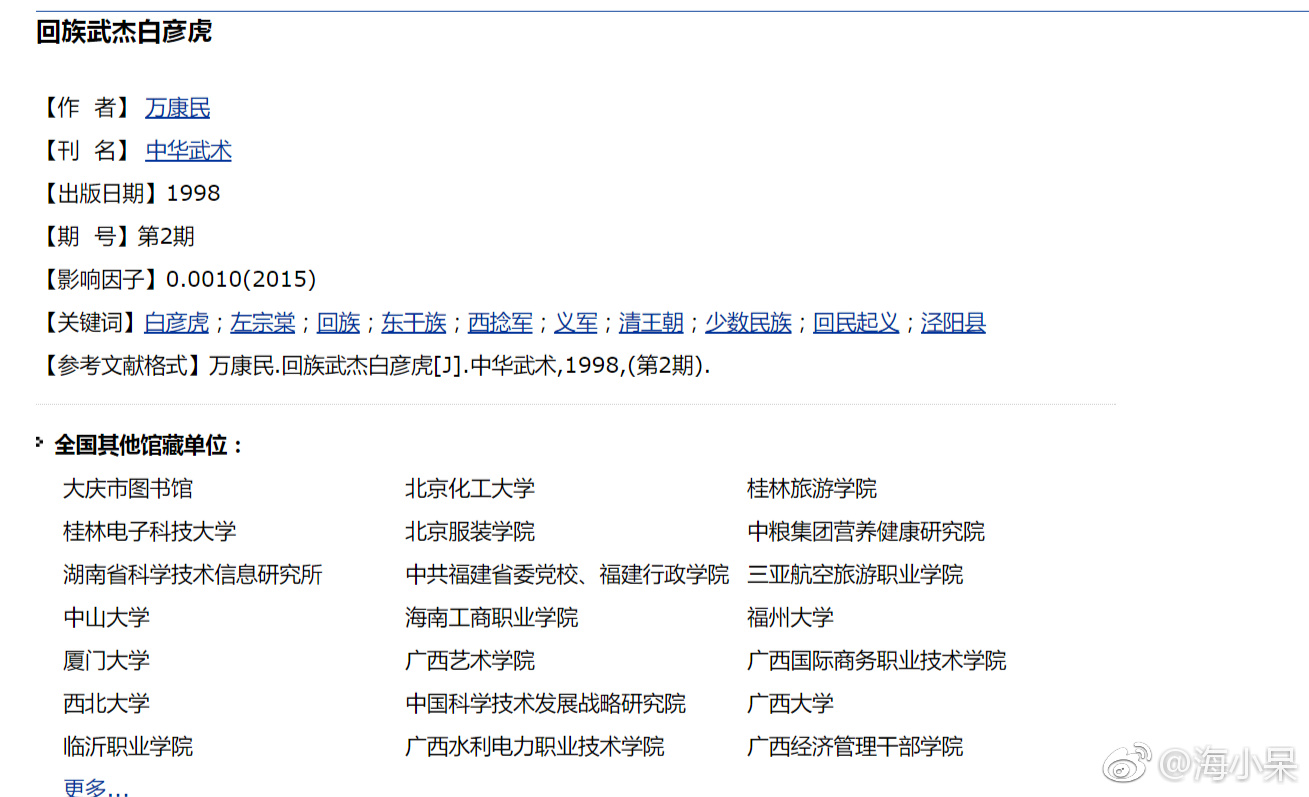 回族武杰白彦虎
【作 者】 万康民
【刊 名】 中华武术
【出版日期】1998
【期 号】第2期
【影响因子】0.0010(2015)
【关键词】白彦虎；左宗棠；回族；东干族；西捻军；义军；清王朝；少数民族；回民起义；泾阳县
【参考文献格式】万康民.回族武杰白彦虎[J].中华武术,1998,(第2期).
全国其他馆藏单位：
大庆市图书馆 北京化工大学 桂林旅游学院
桂林电子科技大学 北京服装学院 中粮集团营养健康研究院
湖南省科学技术信息研究所 中共福建省委党校、福建行政学院 三亚航空旅游职业学院
中山大学 海南工商职业学院 福州大学
厦门大学 广西艺术学院 广西国际商务职业技术学院
西北大学 中国科学技术发展战略研究院 广西大学
临沂职业学院 广西水利电力职业技术学院 广西经济管理干部学院
更多...
@海小呆